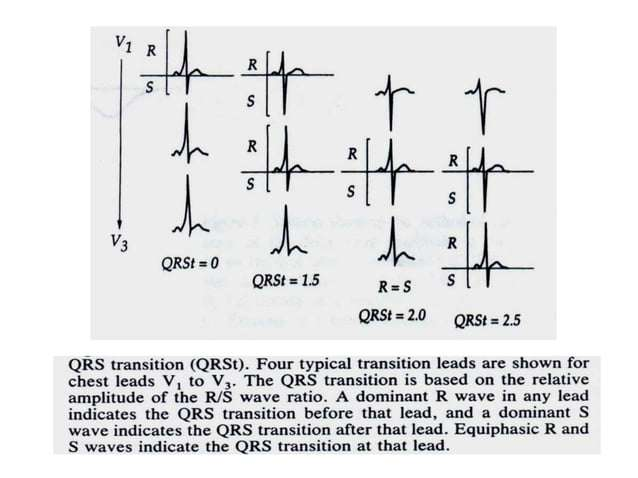 V1 R
S
R
S
R
S
R
S
R
S
R
S
V3
QRSt = 0
QRSt = 1.5
R = S
QRSt = 2.0
QRSt = 2.5
QRS transition (QRSt). Four typical transition leads are shown for
chest leads V1 to V3. The QRS transition is based on the relative
amplitude of the R/S wave ratio. A dominant R wave in any lead
indicates the QRS transition before that lead, and a dominant S
wave indicates the QRS transition after that lead. Equiphasic R and
S waves indicate the QRS transition at that lead.